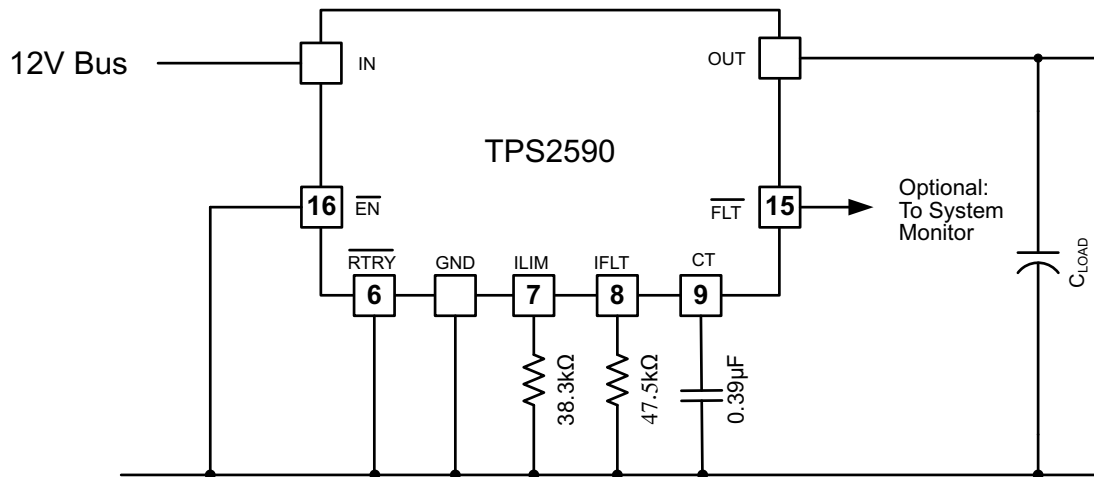 12V Bus
IN
OUT
TPS2590
16
EN
FLT
15
Optional:
To System
Monitor
RTRY
GND
ILIM
IFLT
CT
6
7
8
9
38.3kΩ
47.5kΩ
0.39µF
CLOAD